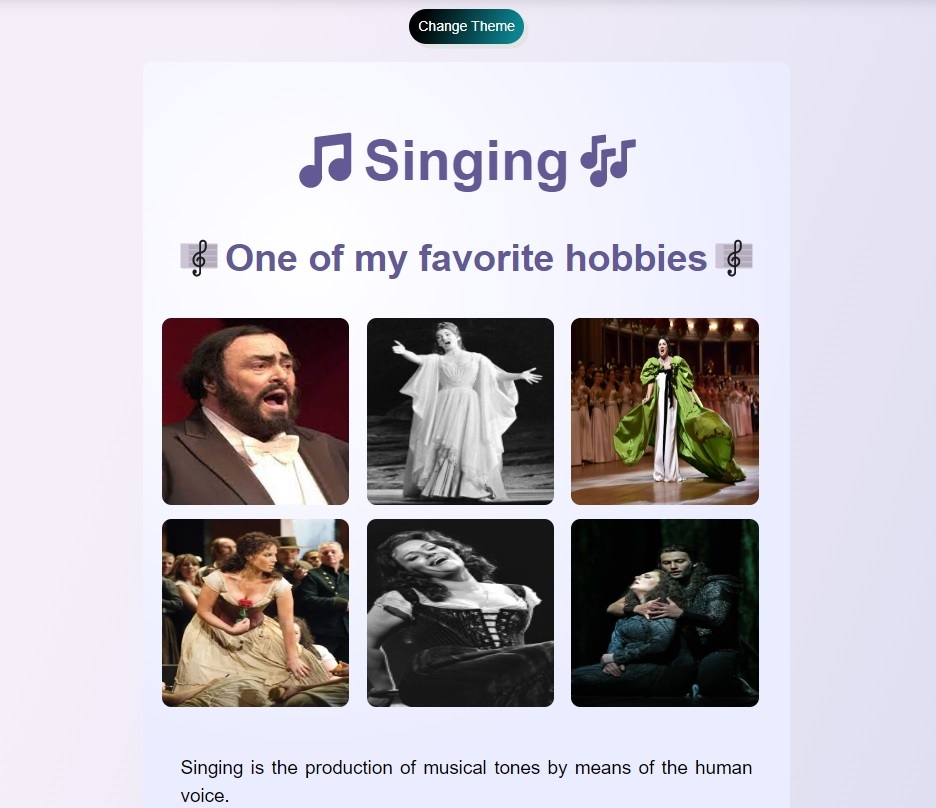 Change Theme
Singing
One of my favorite hobbies
Singing is the production of musical tones by means of the human
voice.